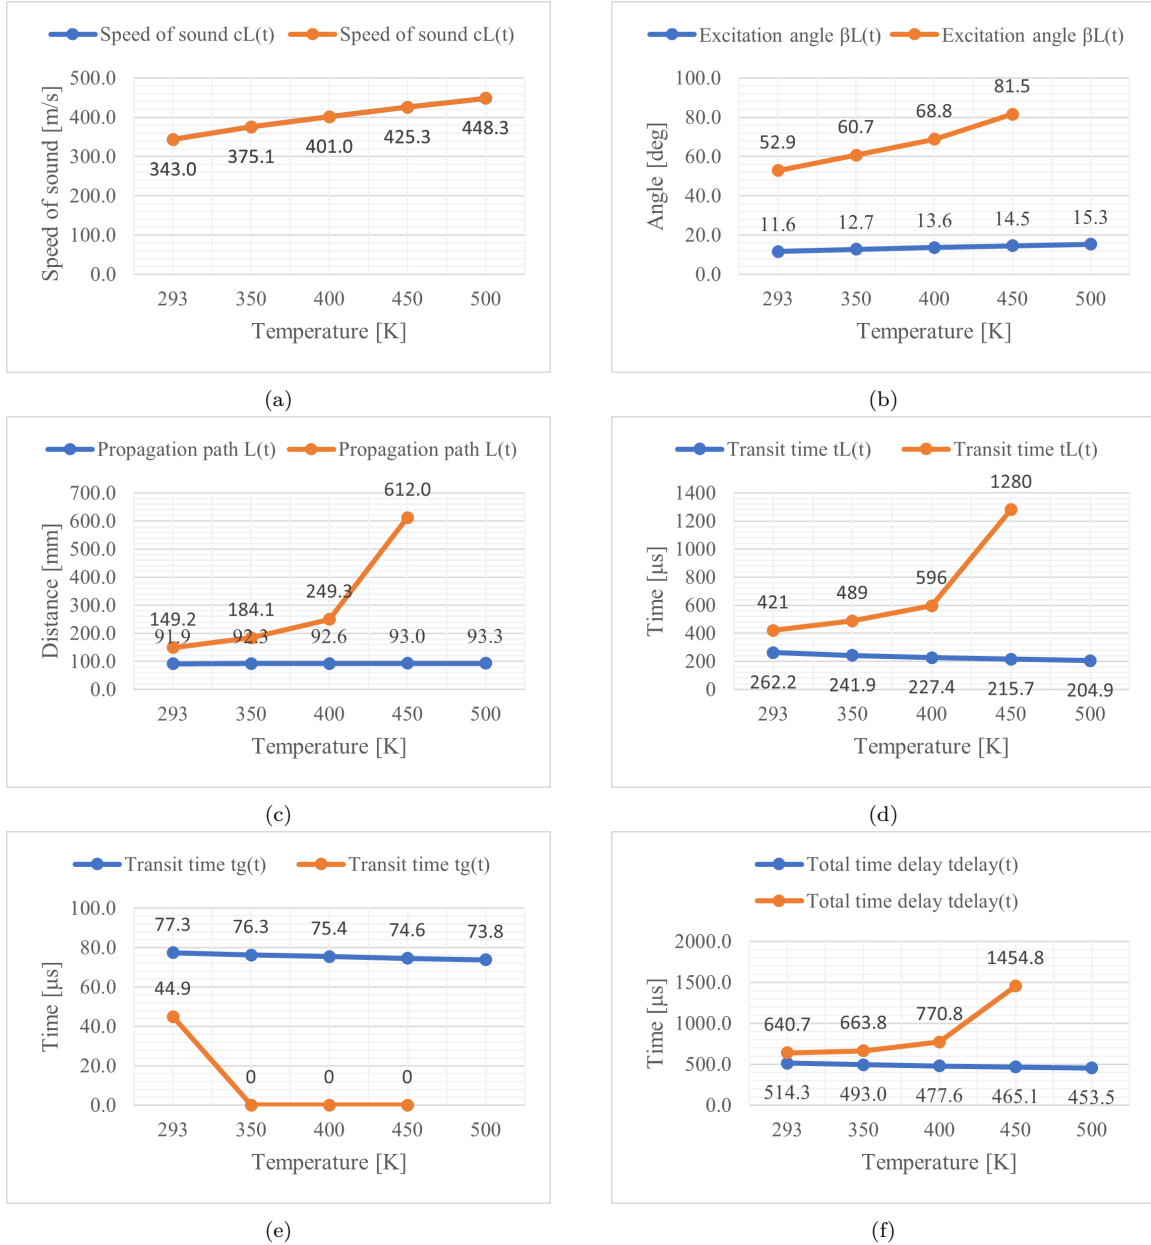 Speed of sound cL(t) Speed of sound cL(t)
500.0
400.0
300.0
200.0
100.0
0.0
Speed of sound [m/s]
343.0 375.1 401.0 425.3 448.3
293 350 400 450 500
Temperature [K]
(a)
Excitation angle βL(t) Excitation angle βL(t)
100.0
80.0
60.0
40.0
20.0
0.0
Angle [deg]
52.9 60.7 68.8 81.5
11.6 12.7 13.6 14.5 15.3
293 350 400 450 500
Temperature [K]
(b)
Propagation path L(t) Propagation path L(t)
700.0
600.0
500.0
400.0
300.0
200.0
100.0
0.0
Distance [mm]
149.2 184.1 249.3 612.0
91.9 92.3 92.6 93.0 93.3
293 350 400 450 500
Temperature [K]
(c)
Transit time tL(t) Transit time tL(t)
1400
1200
1000
800
600
400
200
0
Time [μs]
421 489 596 1280
262.2 241.9 227.4 215.7 204.9
293 350 400 450 500
Temperature [K]
(d)
Transit time tg(t) Transit time tg(t)
100.0
80.0
60.0
40.0
20.0
0.0
Time [μs]
77.3 76.3 75.4 74.6 73.8
44.9 0 0 0
293 350 400 450 500
Temperature [K]
(e)
Total time delay tdelay(t)
Total time delay tdelay(t)
2000.0
1500.0
1000.0
500.0
0.0
Time [μs]
640.7 663.8 770.8 1454.8
514.3 493.0 477.6 465.1 453.5
293 350 400 450 500
Temperature [K]
(f)